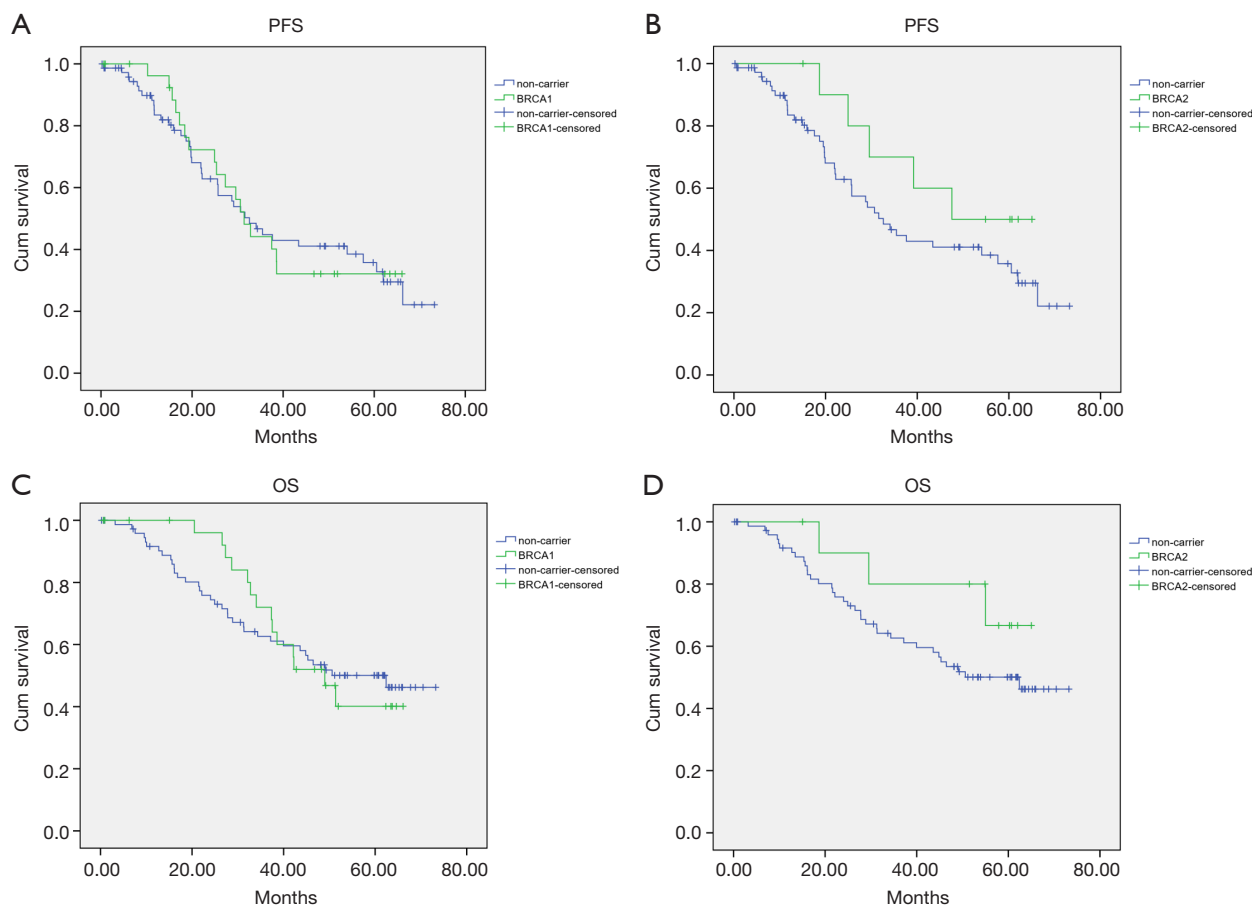 A
PFS
Cum survival
1.0
0.8
0.6
0.4
0.2
0.0
0.00 20.00 40.00 60.00 80.00
Months
non-carrier
BRCA1
non-carrier-censored
BRCA1-censored
B
PFS
Cum survival
1.0
0.8
0.6
0.4
0.2
0.0
0.00 20.00 40.00 60.00 80.00
Months
non-carrier
BRCA2
non-carrier-censored
BRCA2-censored
C
OS
Cum survival
1.0
0.8
0.6
0.4
0.2
0.0
0.00 20.00 40.00 60.00 80.00
Months
non-carrier
BRCA1
non-carrier-censored
BRCA1-censored
D
OS
Cum survival
1.0
0.8
0.6
0.4
0.2
0.0
0.00 20.00 40.00 60.00 80.00
Months
non-carrier
BRCA2
non-carrier-censored
BRCA2-censored